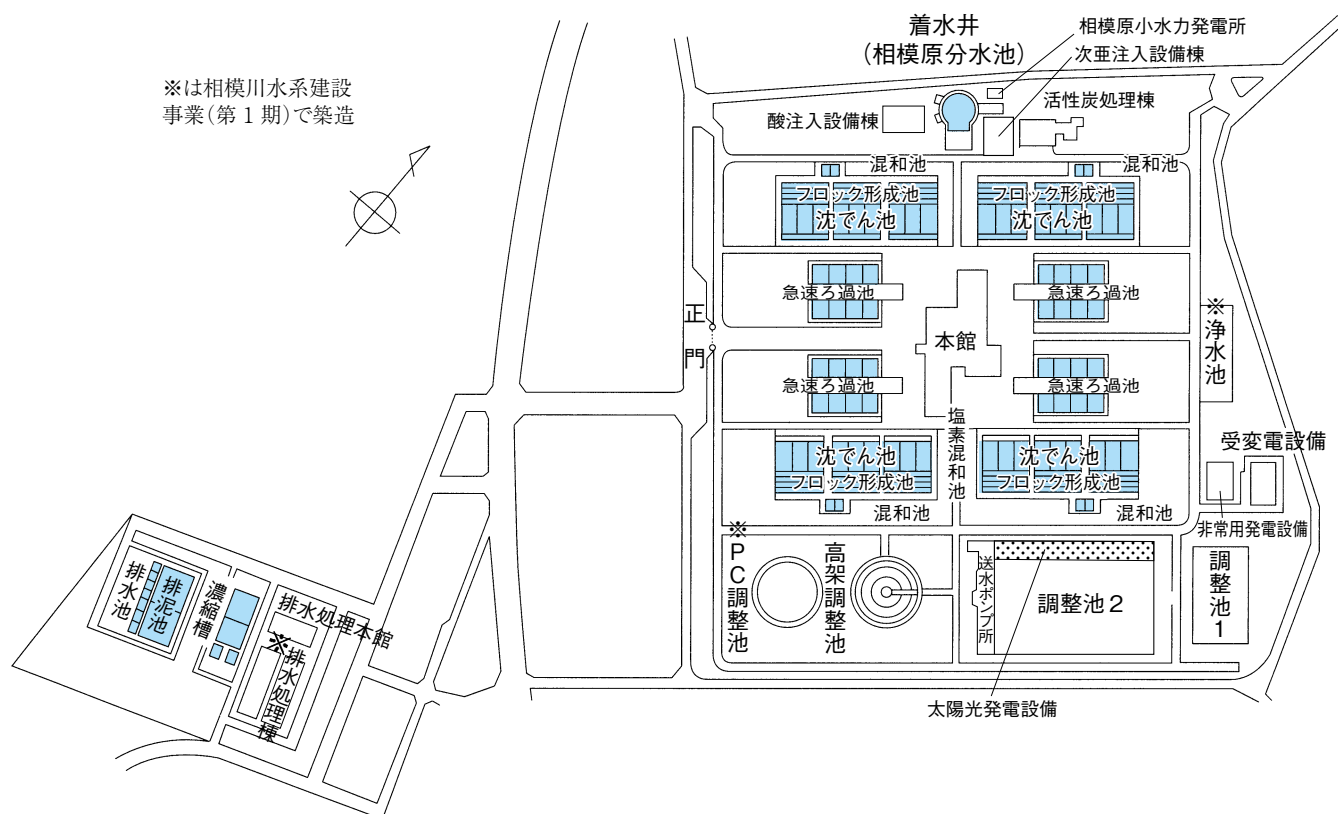 ※は相模川水系建設
事業(第1期)で築造
着水井
(相模原分水池)
相模原小水力発電所
次亜注入設備棟
活性炭処理棟
酸注入設備棟
混和池
混和池
フロック形成池
沈でん池
フロック形成池
沈でん池
急速ろ過池
急速ろ過池
正門
本館
※浄水池
急速ろ過池
急速ろ過池
塩素混和池
沈でん池
フロック形成池
沈でん池
フロック形成池
混和池
混和池
受変電設備
非常用発電設備
※PC調整池
高架調整池
送水ポンプ所
調整池2
調整池1
太陽光発電設備
排水池
排泥池
濃縮槽
排水処理本館
※排水処理棟